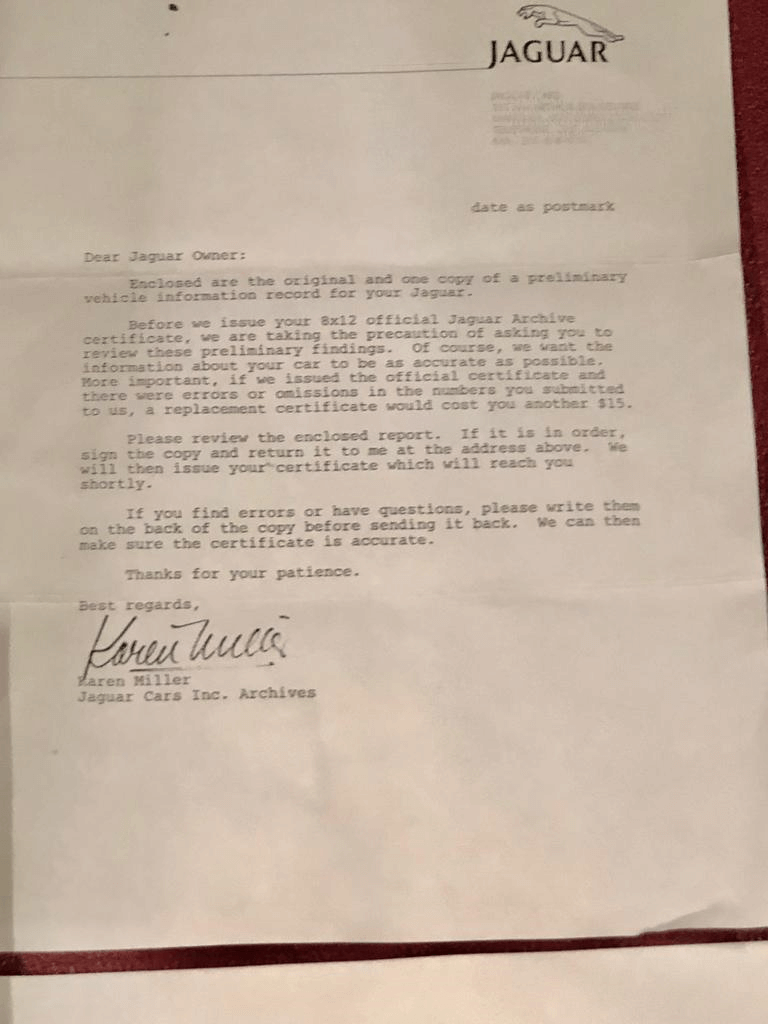 JAGUAR
date as postmark
Dear Jaguar Owner:
Enclosed are the original and one copy of a preliminary
vehicle information record for your Jaguar.
Before we issue your 8x12 official Jaguar Archive
certificate, we are taking the precaution of asking you to
review these preliminary findings. Of course, we want the
information about your car to be as accurate as possible.
More important, if we issued the official certificate and
there were errors or omissions in the numbers you submitted
to us, a replacement certificate would cost you another $15.
Please review the enclosed report. If it is in order,
sign the copy and return it to me at the address above. We
will then issue your certificate which will reach you
shortly.
If you find errors or have questions, please write them
on the back of the copy before sending it back. We can then
make sure the certificate is accurate.
Thanks for your patience.
Best regards,
Karen Miller
Karen Miller
Jaguar Cars Inc. Archives